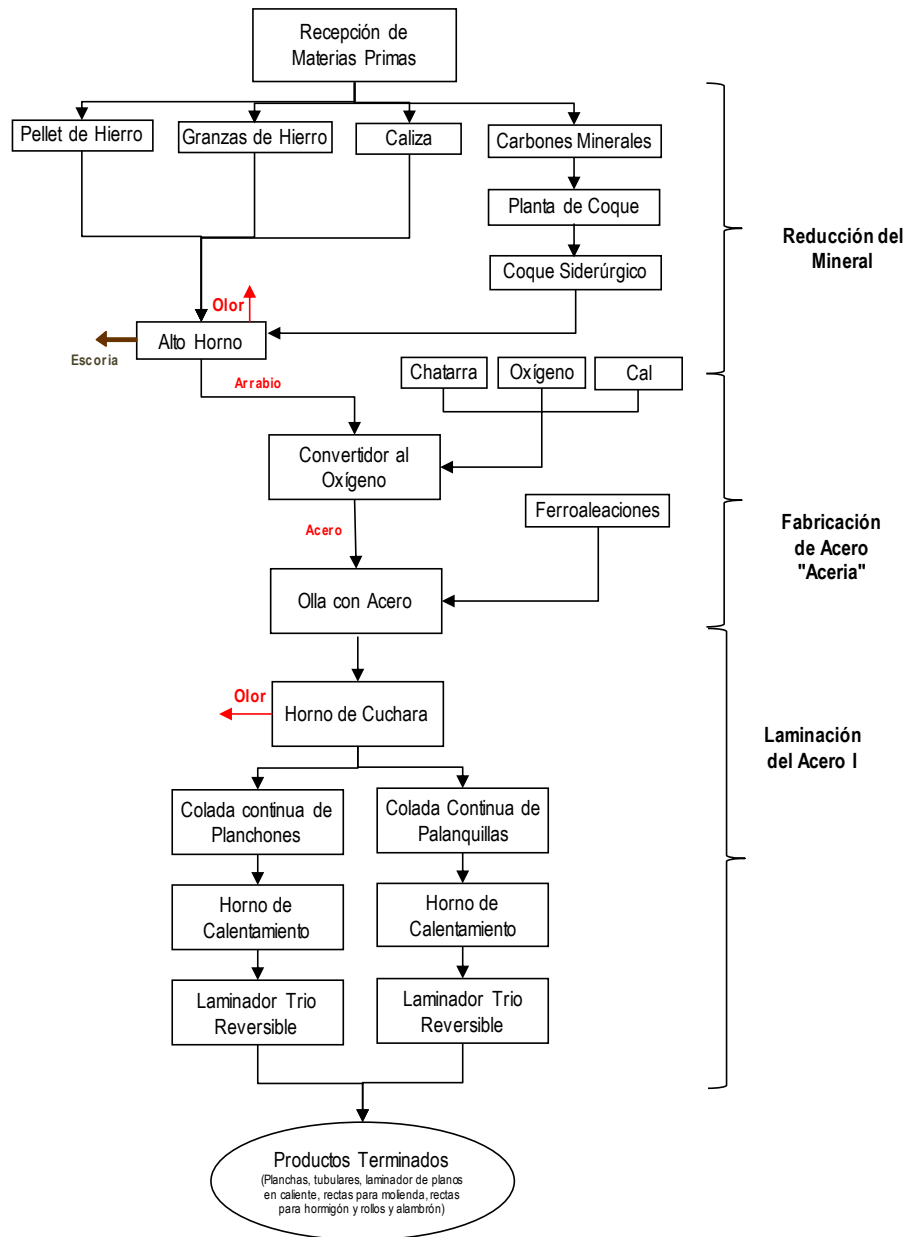 Recepción de
Materias Primas
Pellet de Hierro
Granzas de Hierro
Caliza
Carbones Minerales
Planta de Coque
Coque Siderúrgico
Reducción del
Mineral
Olor
Alto Horno
Escoria
Arrabio
Chatarra
Oxígeno
Cal
Convertidor al
Oxígeno
Acero
Ferroaleaciones
Fabricación
de Acero
"Aceria"
Olla con Acero
Olor
Horno de Cuchara
Laminación
del Acero I
Colada continua de
Planchones
Colada Continua de
Palanquillas
Horno de
Calentamiento
Horno de
Calentamiento
Laminador Trio
Reversible
Laminador Trio
Reversible
Productos Terminados
(Planchas, tubulares, laminador de planos
en caliente, rectas para molienda, rectas
para hormigón y rollos y alambrón)